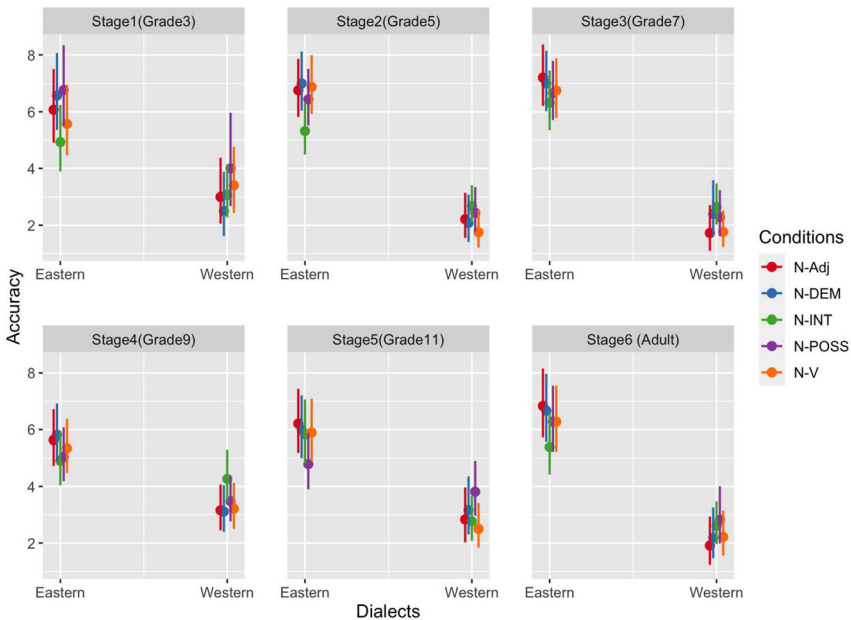 Stage1(Grade3)
Stage2(Grade5)
Stage3(Grade7)
8
6
4
2
Eastern
Western
Eastern
Western
Eastern
Western
Accuracy
Stage4(Grade9)
Stage5(Grade11)
Stage6 (Adult)
8
6
4
2
Eastern
Western
Eastern
Western
Eastern
Western
Dialects
Conditions
N-Adj
N-DEM
N-INT
N-POSS
N-V